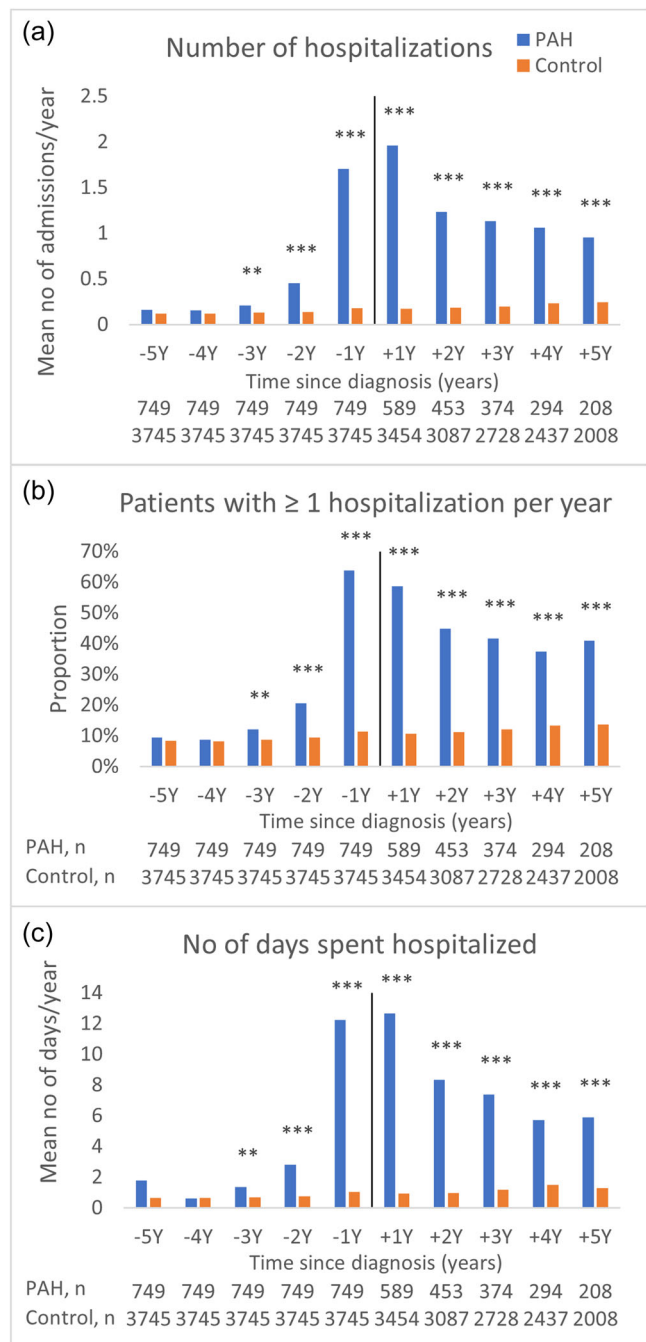 (a)
Number of hospitalizations
PAH
Control
Mean no of admissions/year
2.5
2
1.5
1
0.5
0
** *** *** *** *** *** *** ***
-5Y -4Y -3Y -2Y -1Y +1Y +2Y +3Y +4Y +5Y
Time since diagnosis (years)
749 749 749 749 749 589 453 374 294 208
3745 3745 3745 3745 3745 3454 3087 2728 2437 2008
(b)
Patients with ≥ 1 hospitalization per year
Proportion
70%
60%
50%
40%
30%
20%
10%
0%
** *** *** *** *** *** *** ***
-5Y -4Y -3Y -2Y -1Y +1Y +2Y +3Y +4Y +5Y
Time since diagnosis (years)
PAH, n 749 749 749 749 749 589 453 374 294 208
Control, n 3745 3745 3745 3745 3745 3454 3087 2728 2437 2008
(c)
No of days spent hospitalized
Mean no of days/year
14
12
10
8
6
4
2
0
** *** *** *** *** *** *** ***
-5Y -4Y -3Y -2Y -1Y +1Y +2Y +3Y +4Y +5Y
Time since diagnosis (years)
PAH, n 749 749 749 749 749 589 453 374 294 208
Control, n 3745 3745 3745 3745 3745 3454 3087 2728 2437 2008